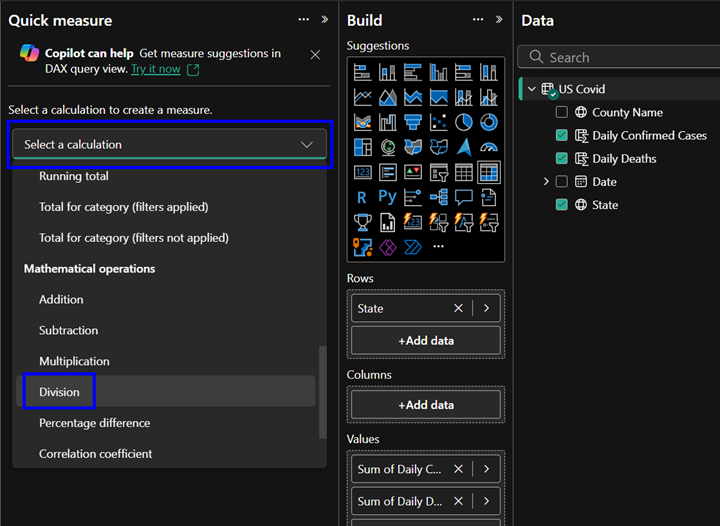 Quick measure
Copilot can help Get measure suggestions in
DAX query view. Try it now
Select a calculation to create a measure.
Select a calculation
Running total
Total for category (filters applied)
Total for category (filters not applied)
Mathematical operations
Addition
Subtraction
Multiplication
Division
Percentage difference
Correlation coefficient
Build
Suggestions
123
R Py
123
Rows
State
+Add data
Columns
+Add data
Values
Sum of Daily C...
Sum of Daily D...
Data
Search
US Covid
County Name
Daily Confirmed Cases
Daily Deaths
Date
State